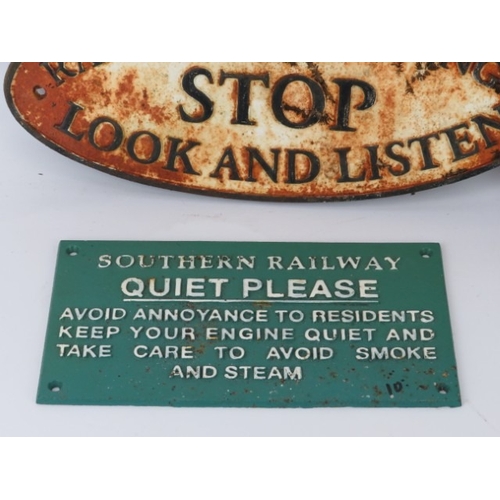 STOP
LOOK AND LISTEN
SOUTHERN RAILWAY
QUIET PLEASE
AVOID ANNOYANCE TO RESIDENTS
KEEP YOUR ENGINE QUIET AND
TAKE CARE TO AVOID SMOKE
AND STEAM
10